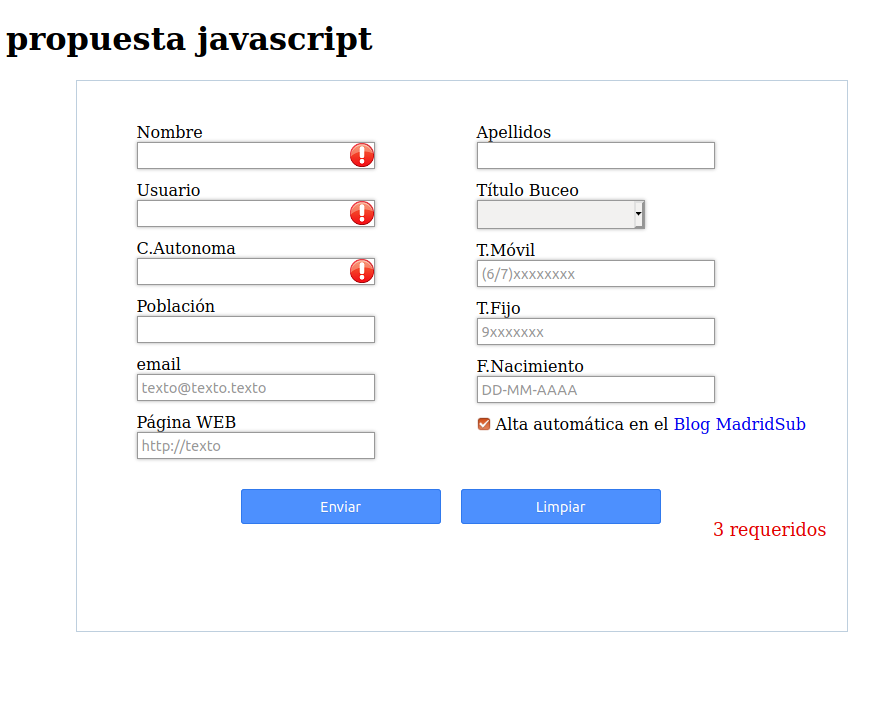 propuesta javascript
Nombre
Apellidos
Usuario
Título Buceo
C.Autonoma
T.Móvil
(6/7)xxxxxxxx
Población
T.Fijo
9xxxxxxx
email
texto@texto.texto
F.Nacimiento
DD-MM-AAAA
Página WEB
http://texto
Alta automática en el Blog MadridSub
Enviar
Limpiar
3 requeridos